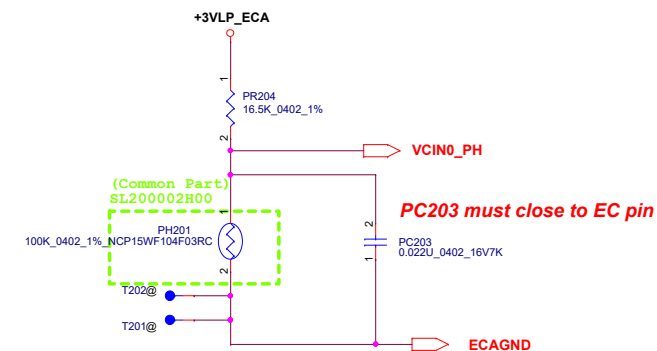 +3VLP_ECA
1
PR204
16.5K_0402_1%
2
VCIN0_PH
(Common Part)
SL200002H00
1
PC203 must close to EC pin
PH201
100K_0402_1%_NCP15WF104F03RC
2
2
PC203
0.022U_0402_16V7K
1
T202@
T201@
ECAGND